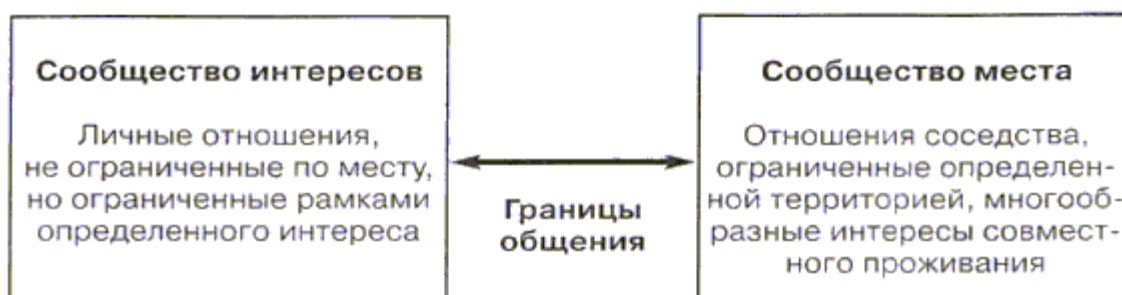 Сообщество интересов
Личные отношения,
не ограниченные по месту,
но ограниченные рамками
определенного интереса
Границы
общения
Сообщество места
Отношения соседства,
ограниченные определен-
ной территорией, многооб-
разные интересы совмест-
ного проживания